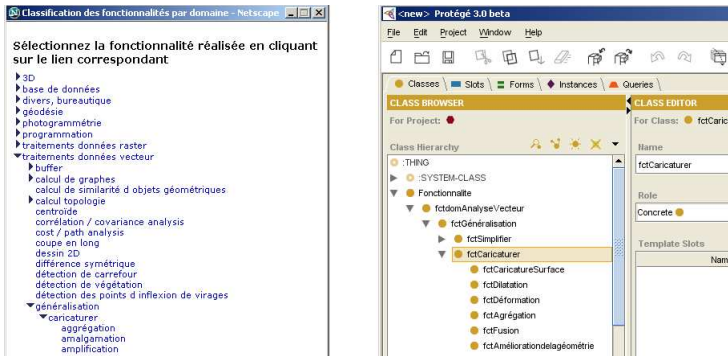 Classification des fonctionnalités par domaine - Netscape
Sélectionnez la fonctionnalité réalisée en cliquant
sur le lien correspondant
3D
base de données
divers, bureautique
géodésie
photogrammétrie
programmation
traitements données raster
traitements données vecteur
buffer
calcul de graphes
calcul de similarité d objets géométriques
calcul topologie
centroïde
corrélation / covariance analysis
cost / path analysis
coupe en long
dessin 2D
différence symétrique
détection de carrefour
détection de végétation
détection des points d inflexion de virages
généralisation
caricaturer
aggrégation
amalgamation
amplification
<new> Protégé 3.0 beta
File Edit Project Window Help
Classes Slots Forms Instances Queries
CLASS BROWSER
For Project:
Class Hierarchy
:THING
:SYSTEM-CLASS
Fonctionnalite
fctdomAnalyseVecteur
fctGénéralisation
fctSimplifier
fctCaricaturer
fctCaricatureSurface
fctDilatation
fctDéformation
fctAgrégation
fctFusion
fctAméliorationdelagéométrie
CLASS EDITOR
For Class: fctCaric
Name
fctCaricaturer
Role
Concrete
Template Slots
Nam